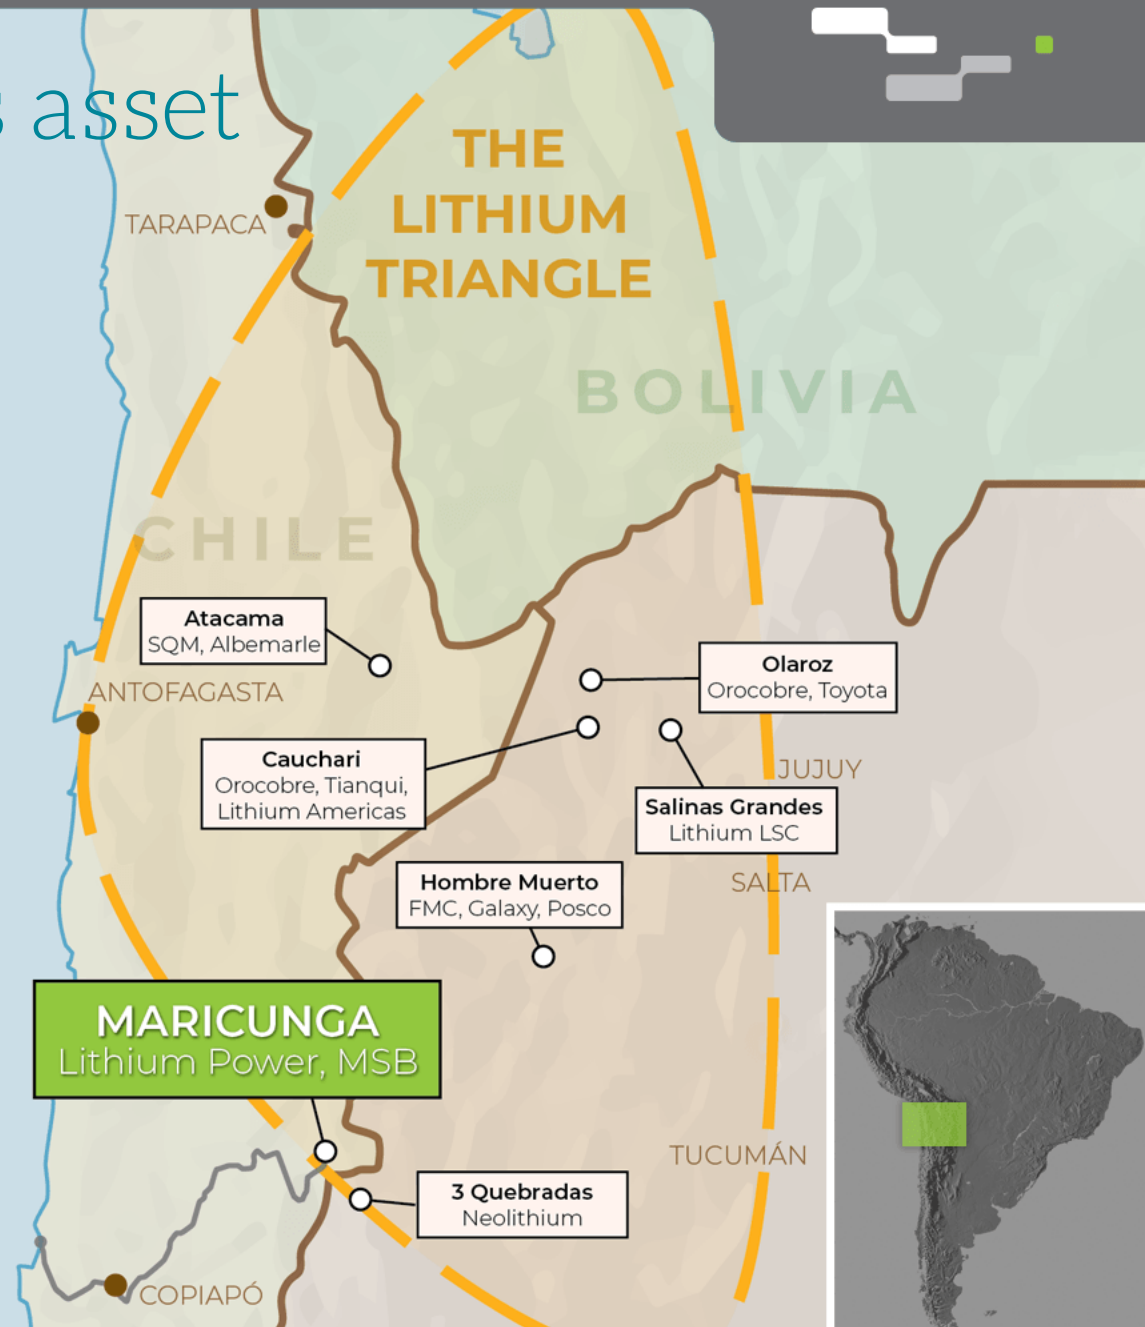 asset
THE
LITHIUM
TRIANGLE
TARAPACA
BOLIVIA
CHILE
Atacama
SQM, Albemarle
ANTOFAGASTA
Olaroz
Orocobre, Toyota
Cauchari
Orocobre, Tianqui,
Lithium Americas
JUJUY
Salinas Grandes
Lithium LSC
Hombre Muerto
FMC, Galaxy, Posco
SALTA
MARICUNGA
Lithium Power, MSB
TUCUMÁN
3 Quebradas
Neolithium
COPIAPÓ